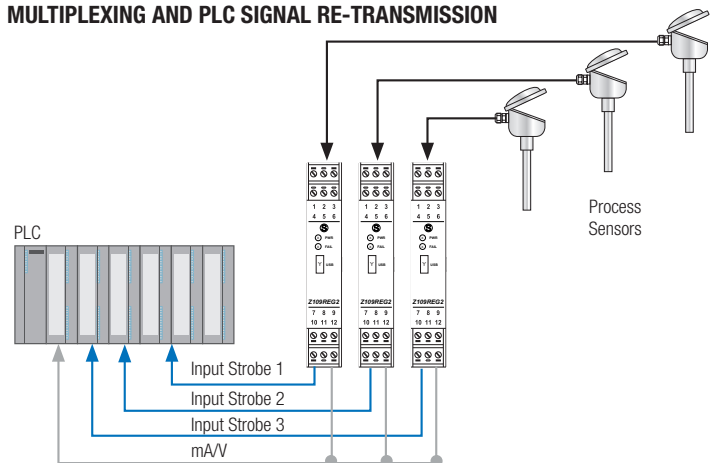 MULTIPLEXING AND PLC SIGNAL RE-TRANSMISSION
Process
Sensors
PLC
1 2 3
4 5 6
S
PWR
FAIL
USB
Z109REG2
7 8 9
10 11 12
1 2 3
4 5 6
S
PWR
FAIL
USB
Z109REG2
7 8 9
10 11 12
1 2 3
4 5 6
S
PWR
FAIL
USB
Z109REG2
7 8 9
10 11 12
Input Strobe 1
Input Strobe 2
Input Strobe 3
mA/V